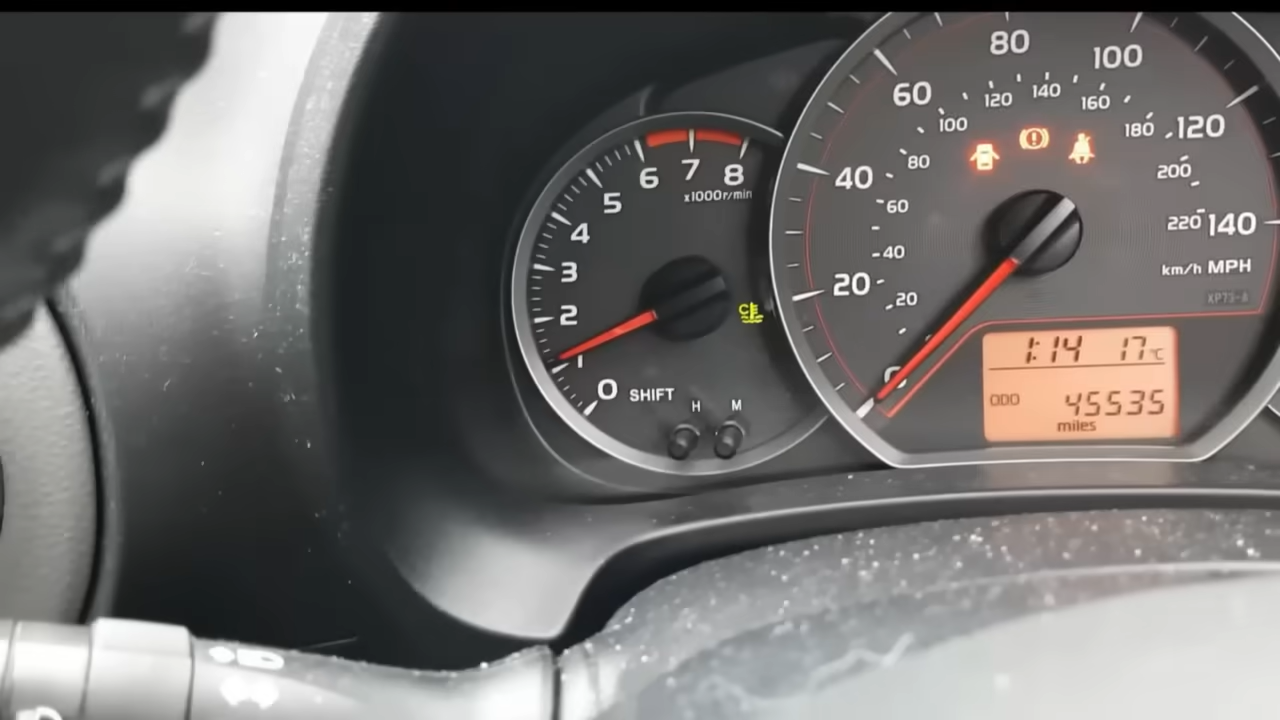 0
1
2
3
4
5
6
7
8
x1000r/min
SHIFT
H
M
C
0
20
40
60
80
100
120
140
20
40
60
80
100
120
140
160
180
200
220
km/h MPH
XP73-A
1:14 17°C
ODO 45535
miles